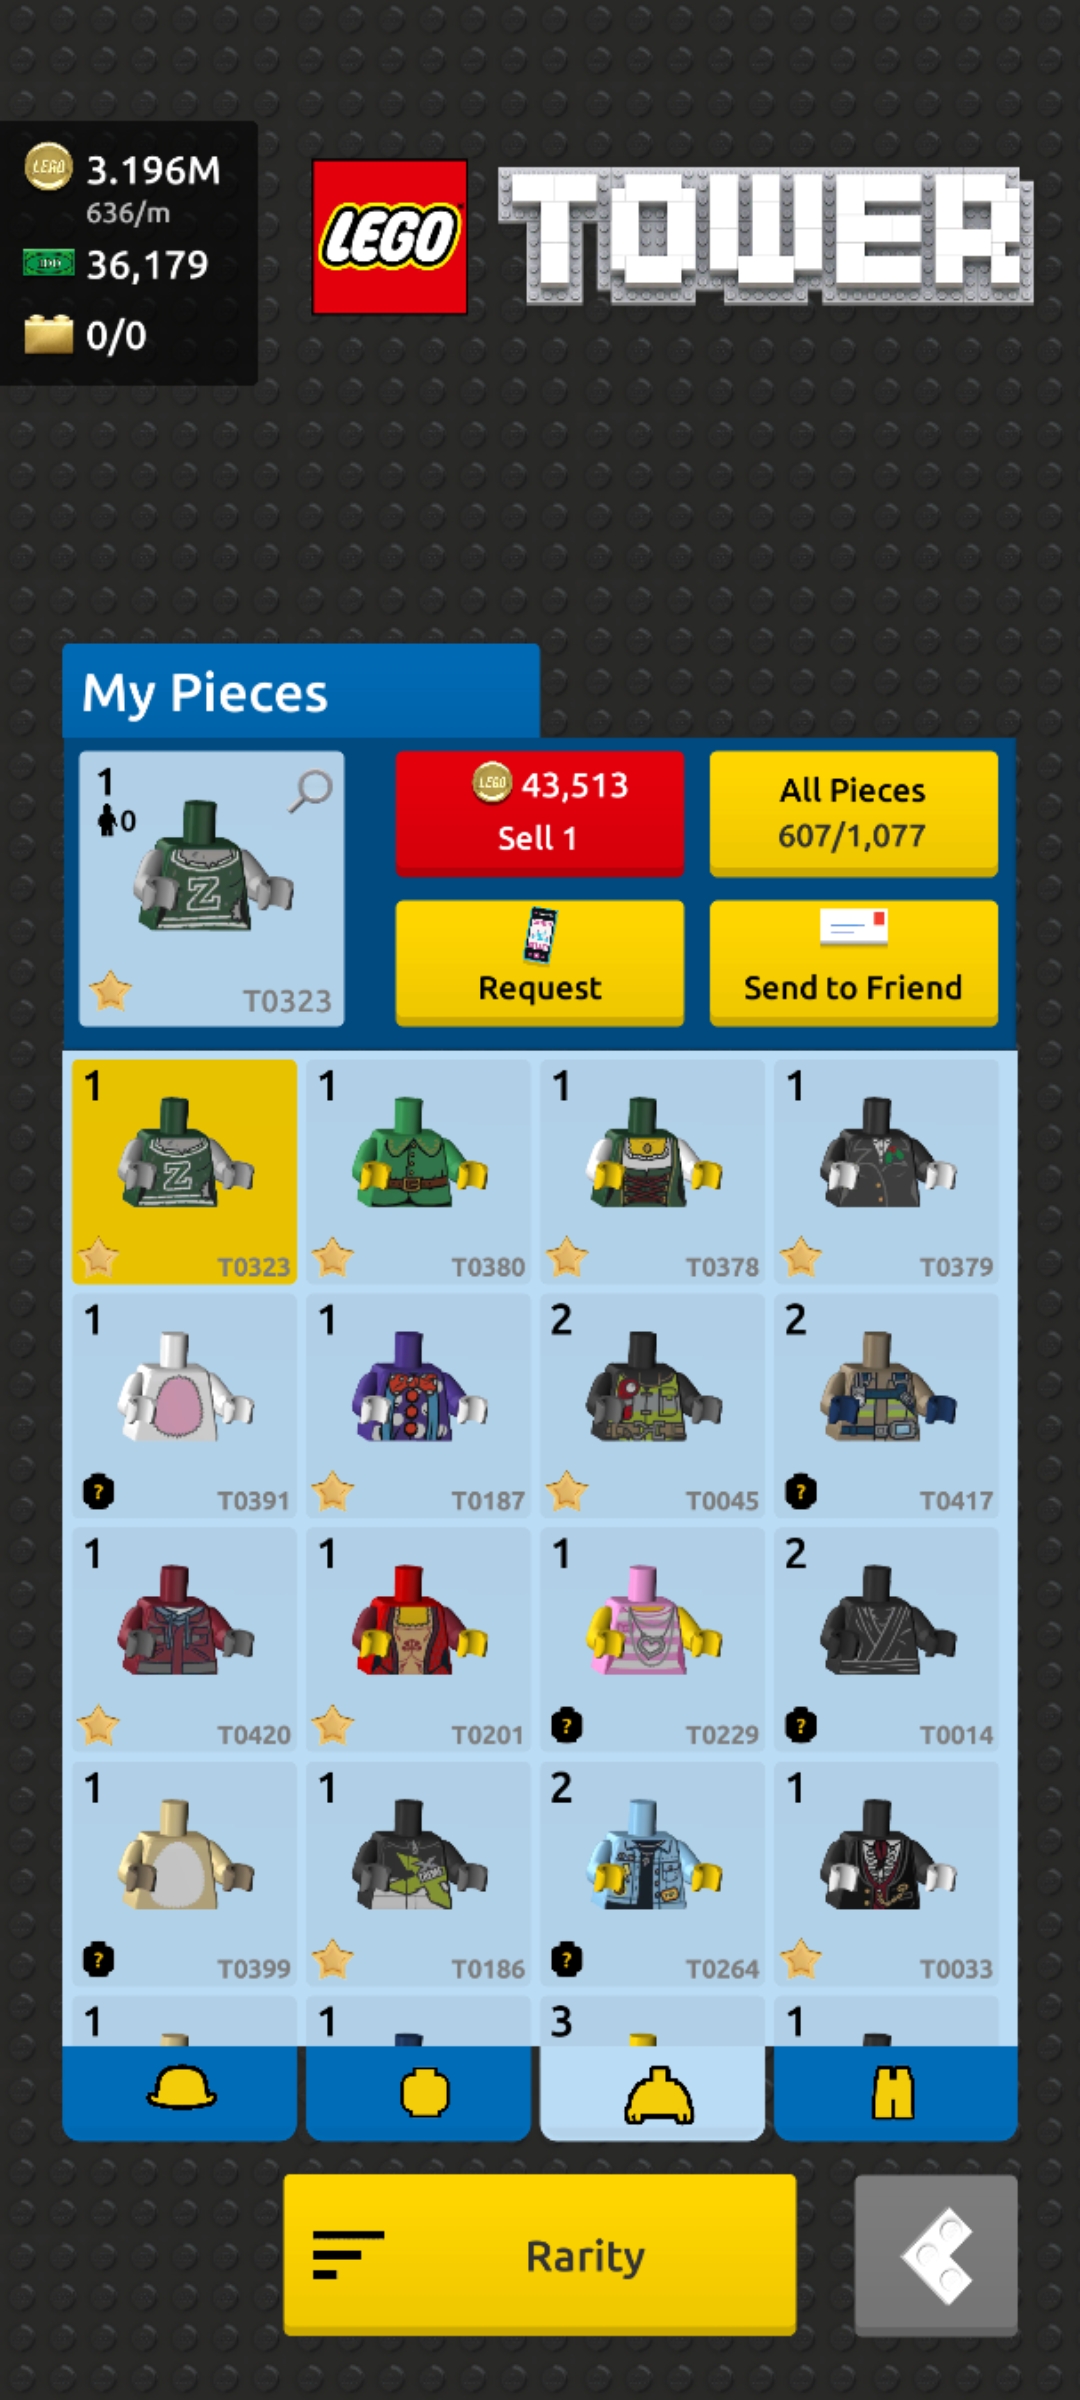 3.196M
636/m
36,179
0/0
LEGO TOWER
My Pieces
1
0
T0323
43,513
Sell 1
All Pieces
607/1,077
Request
Send to Friend
1 1 1 1
Z
T0323 T0380 T0378 T0379
1 1 2 2
? ?
T0391 T0187 T0045 T0417
1 1 1 2
? ?
T0420 T0201 T0229 T0014
1 1 2 1
? ?
T0399 T0186 T0264 T0033
1 1 3 1
Rarity